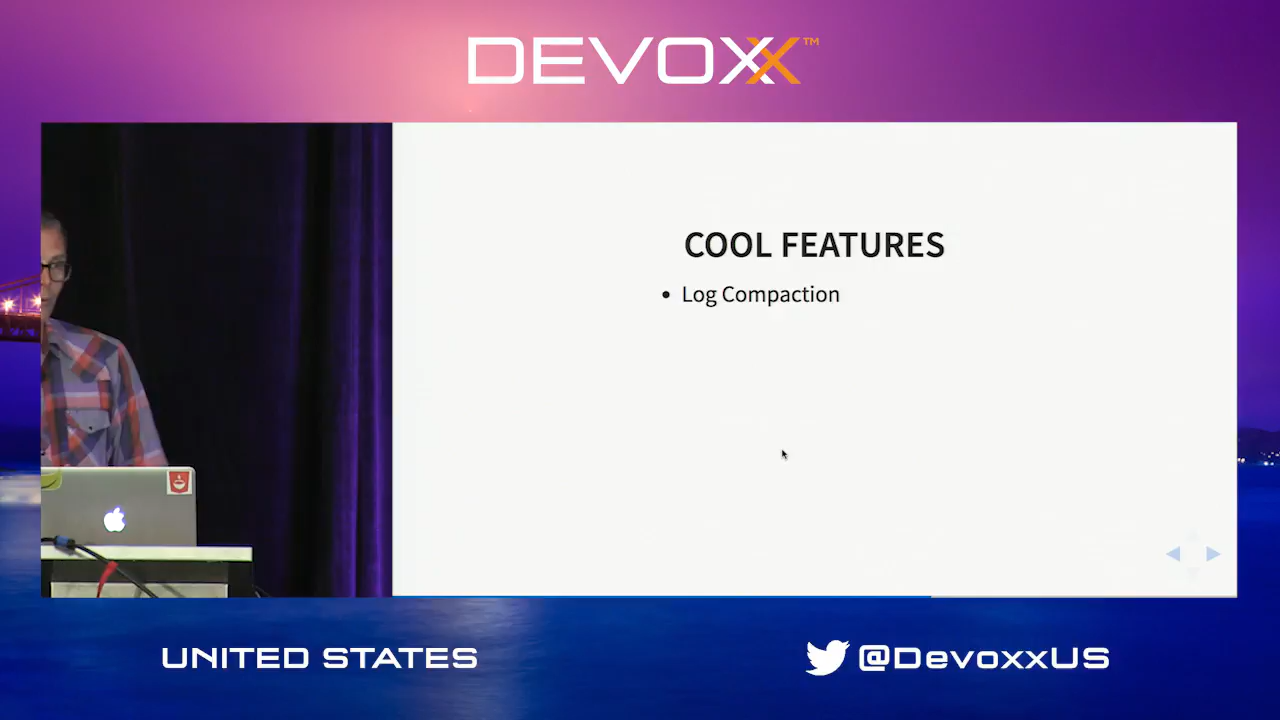 DEVOXX™
COOL FEATURES
• Log Compaction
UNITED STATES
@DevoxxUS